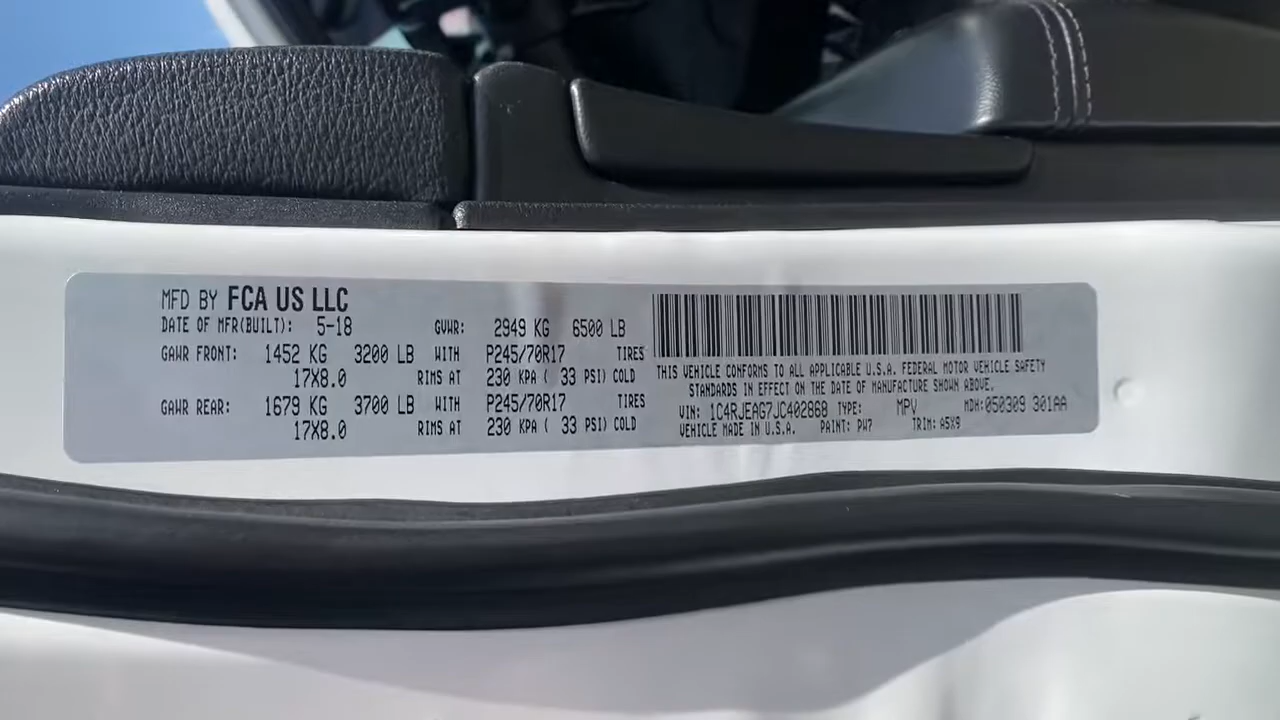 MFD BY FCA US LLC
DATE OF MFR(BUILT): 5-18 GVWR: 2949 KG 6500 LB
GAWR FRONT: 1452 KG 3200 LB WITH P245/70R17 TIRES
17X8.0 RIMS AT 230 KPA ( 33 PSI) COLD
GAWR REAR: 1679 KG 3700 LB WITH P245/70R17 TIRES
17X8.0 RIMS AT 230 KPA ( 33 PSI) COLD
THIS VEHICLE CONFORMS TO ALL APPLICABLE U.S.A. FEDERAL MOTOR VEHICLE SAFETY
STANDARDS IN EFFECT ON THE DATE OF MANUFACTURE SHOWN ABOVE.
VIN: 1C4RJEAG7JC402868 TYPE: MPV MDH:050309 301AA
VEHICLE MADE IN U.S.A. PAINT: PW7 TRIM: A5X9